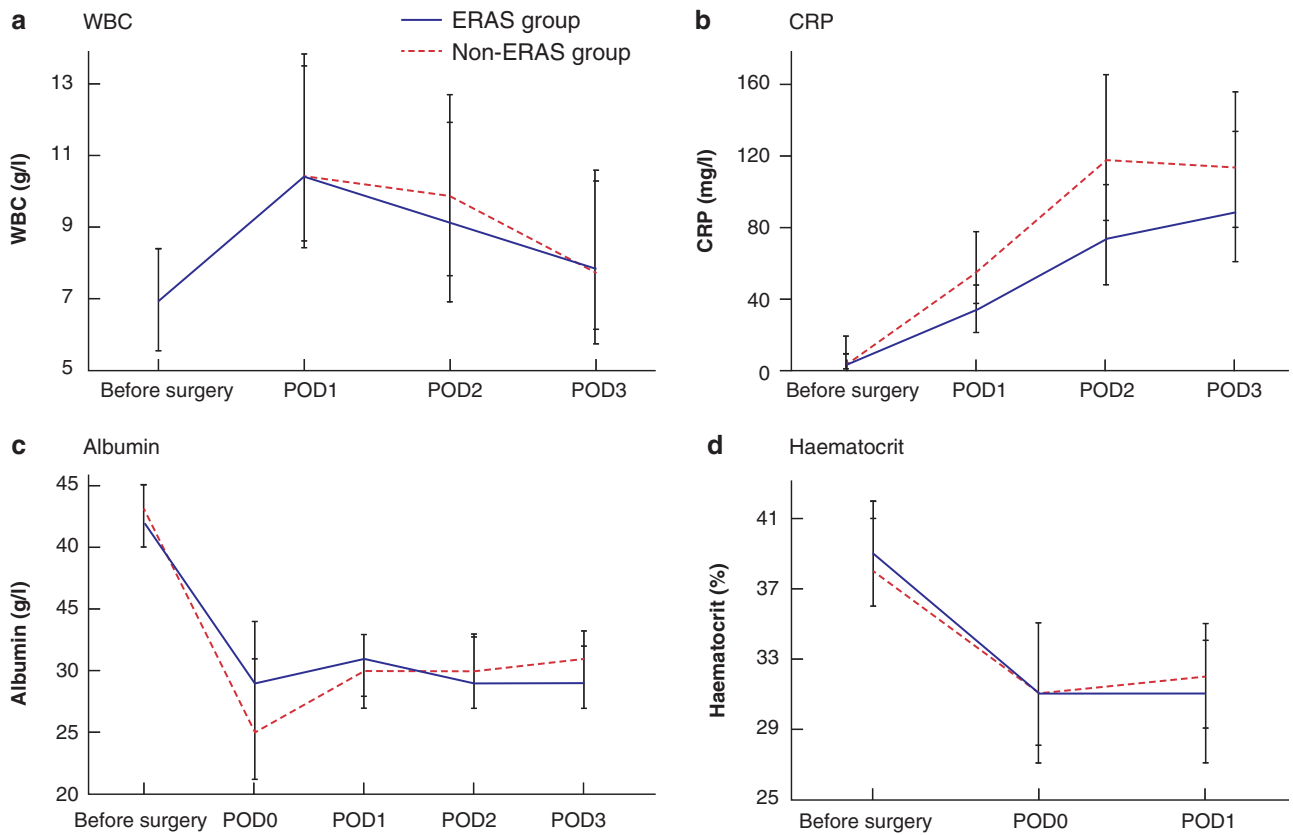 a WBC
ERAS group
Non-ERAS group
13
11
9
7
5
WBC (g/l)
Before surgery POD1 POD2 POD3
b CRP
160
120
80
40
0
CRP (mg/l)
Before surgery POD1 POD2 POD3
c Albumin
45
40
45
30
25
20
Albumin (g/l)
Before surgery POD0 POD1 POD2 POD3
d Haematocrit
41
37
33
29
25
Haematocrit (%)
Before surgery POD0 POD1